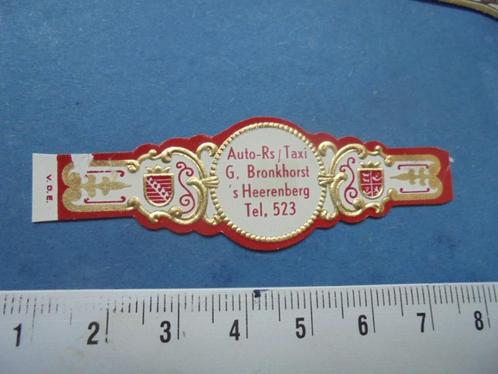 V.D.E.
Auto-Rs/Taxi
G. Bronkhorst
's Heerenberg
Tel, 523
1 2 3 4 5 6 7 8